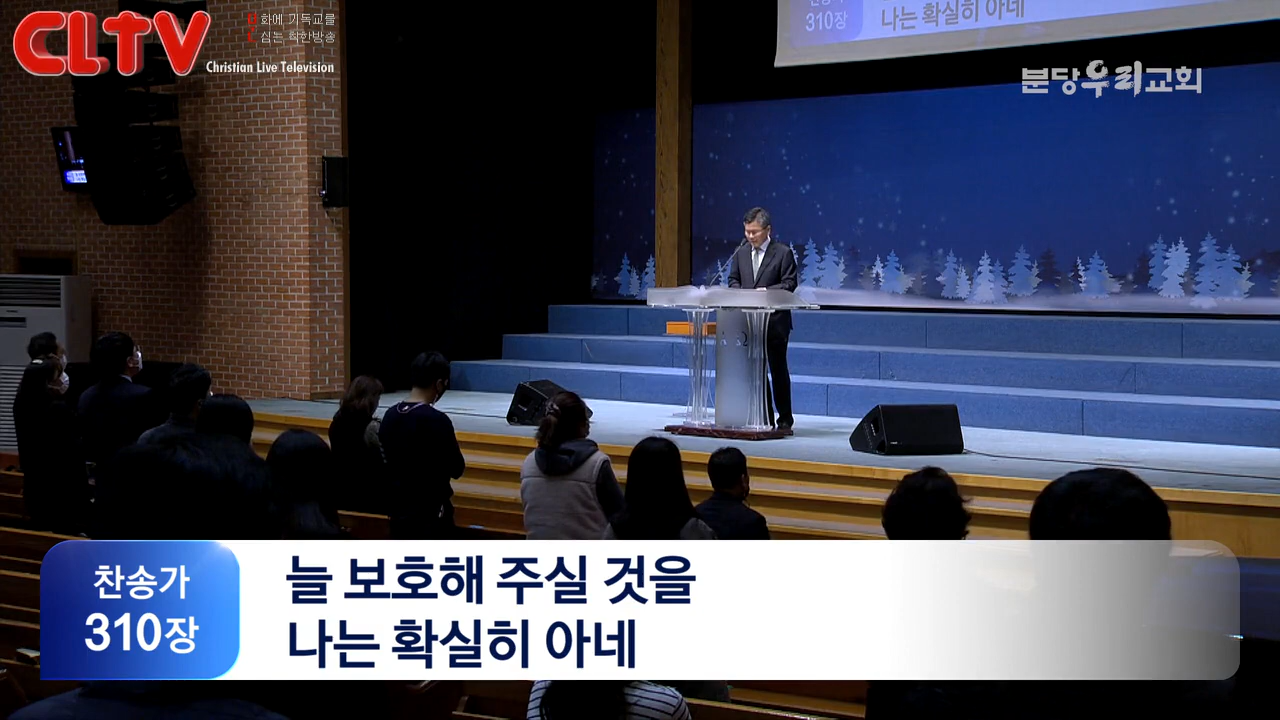 CLTV
화에 기독교를
심는 착한방송
Christian Live Television
310장
나는 확실히 아네
분당우리교회
찬송가
310장
늘 보호해 주실 것을
나는 확실히 아네